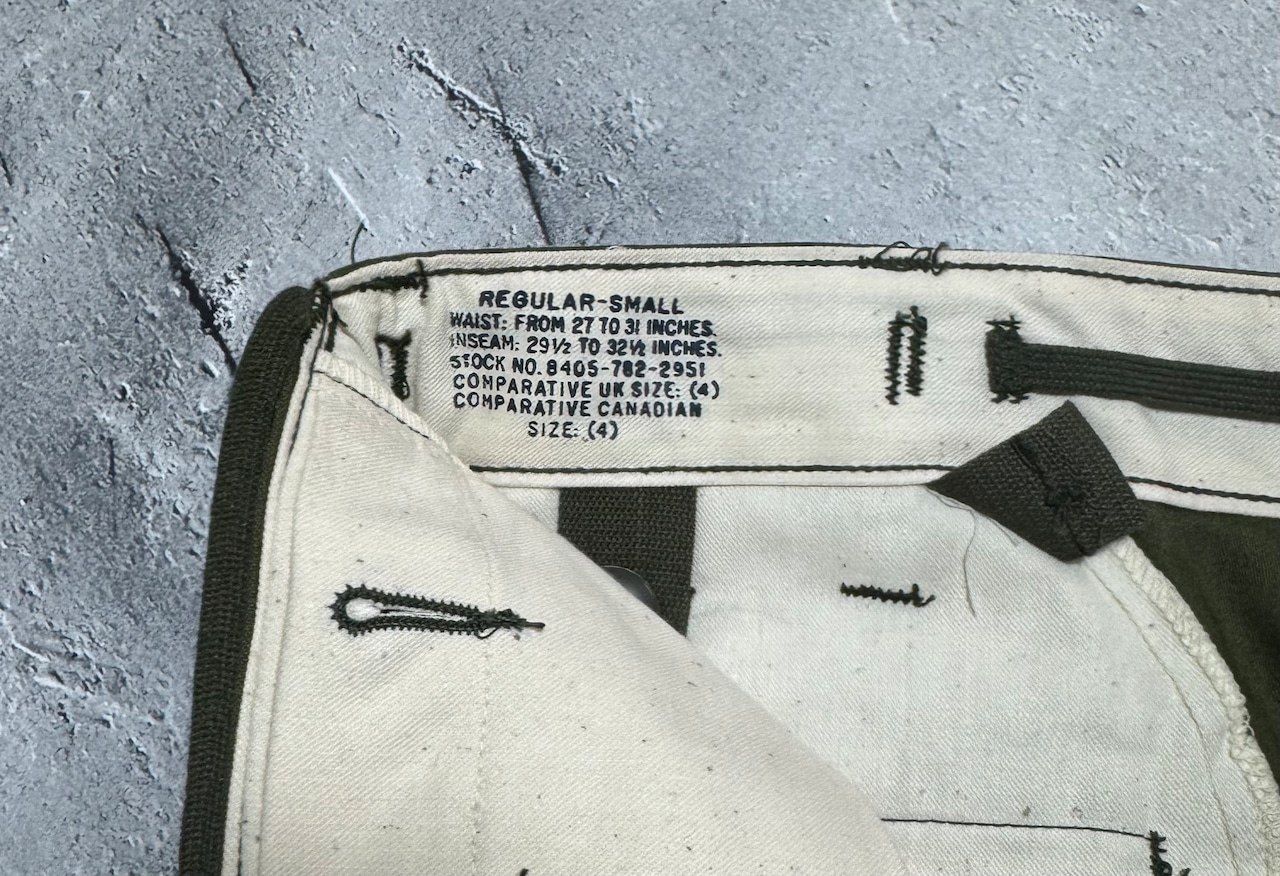 REGULAR-SMALL
WAIST: FROM 27 TO 31 INCHES.
INSEAM: 29½ TO 32½ INCHES.
STOCK NO. 8405-782-2951
COMPARATIVE UK SIZE: (4)
COMPARATIVE CANADIAN
SIZE: (4)